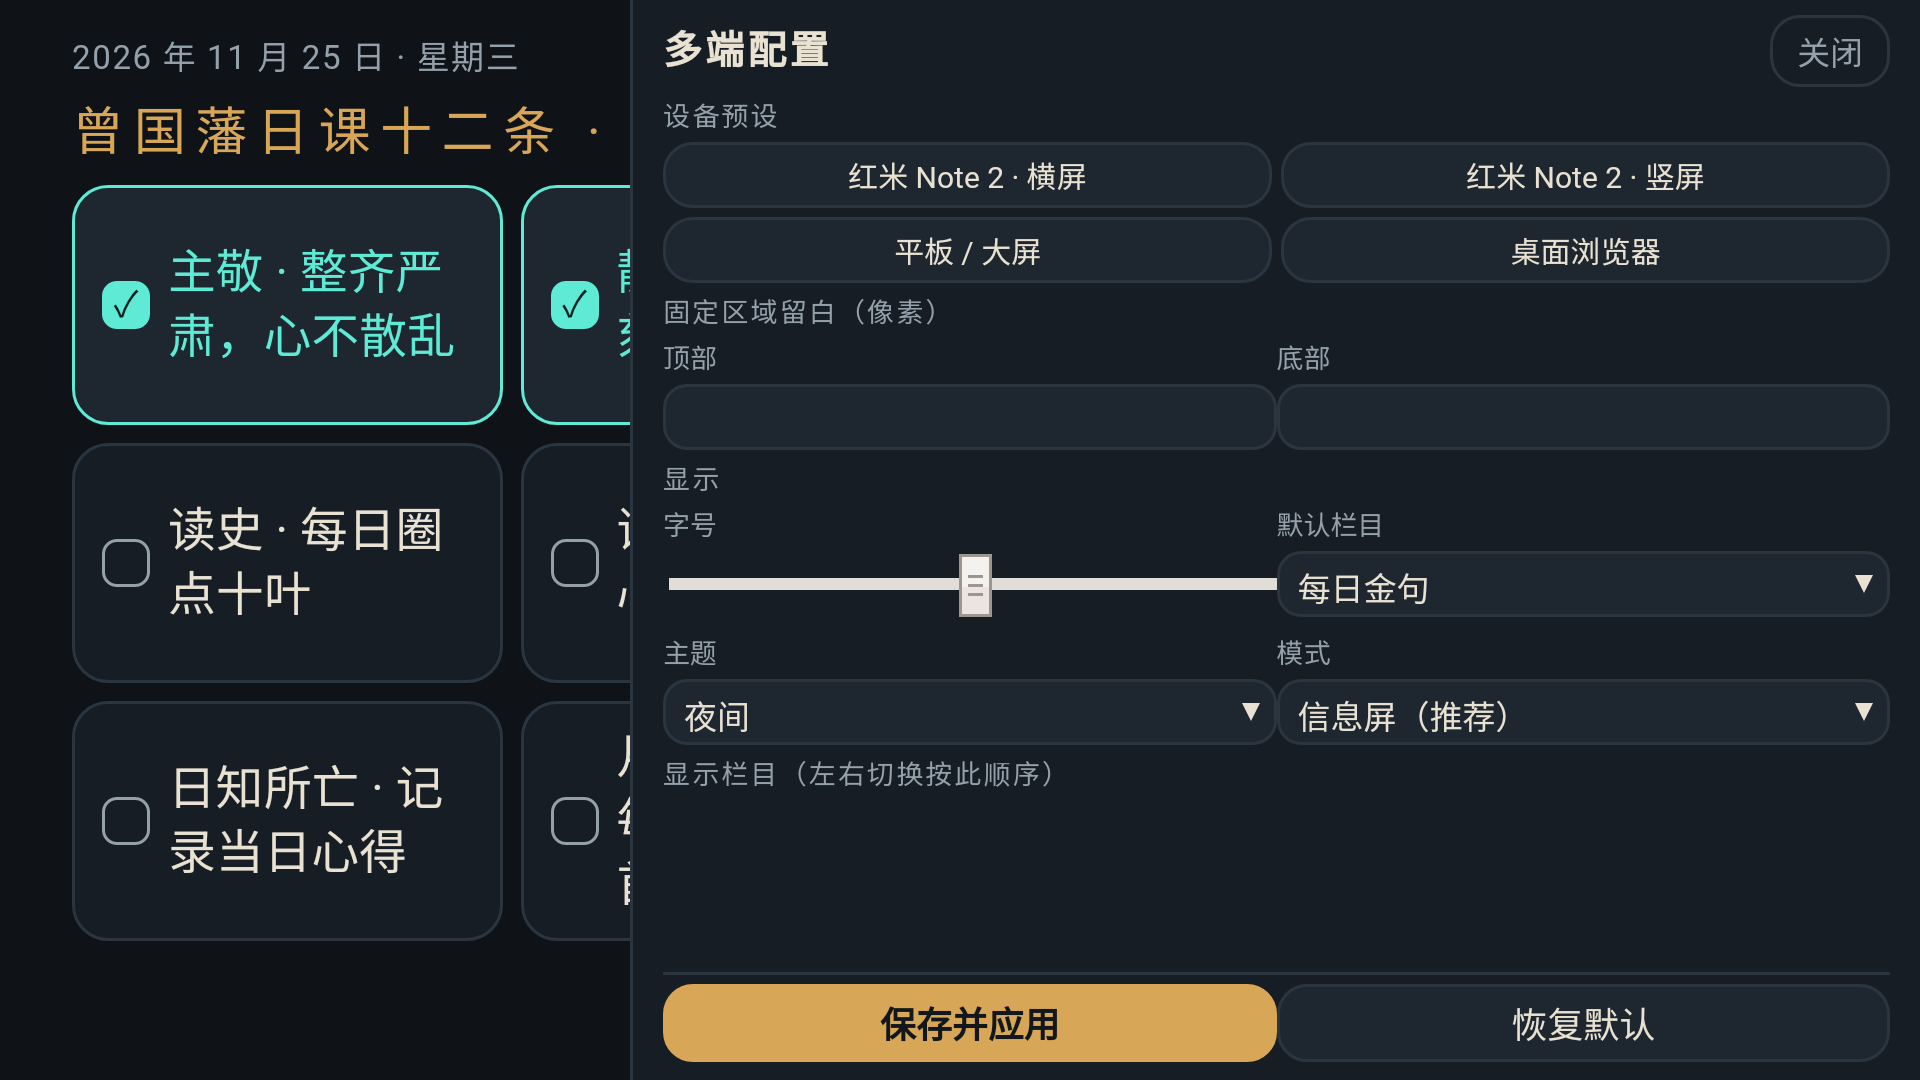 2026 年 11 月 25 日 · 星期三
曾国藩日课十二条 ·
主敬 · 整齐严
肃，心不散乱
读史 · 每日圈
点十叶
日知所亡 · 记
录当日心得
多端配置
关闭
设备预设
红米 Note 2 · 横屏
红米 Note 2 · 竖屏
平板 / 大屏
桌面浏览器
固定区域留白（像素）
顶部
底部
显示
字号
默认栏目
每日金句
主题
模式
夜间
信息屏（推荐）
显示栏目（左右切换按此顺序）
保存并应用
恢复默认